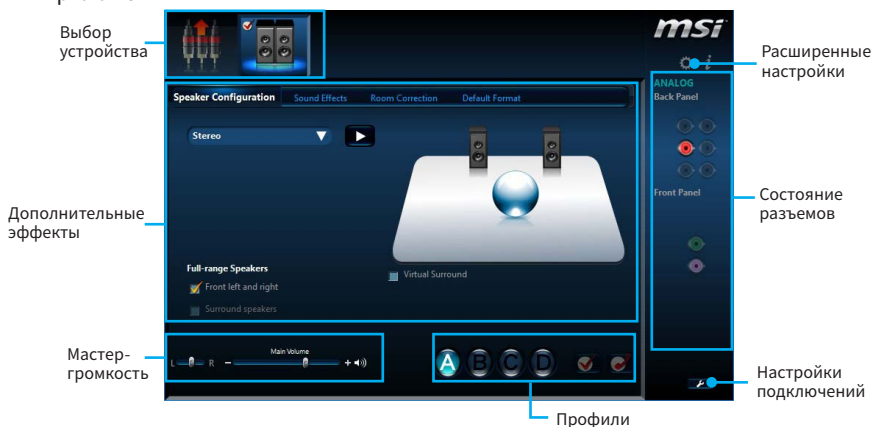 Выбор
устройства
msi
i
Расширенные
настройки
ANALOG
Back Panel
Speaker Configuration Sound Effects Room Correction Default Format
Stereo
Состояние
разъемов
Front Panel
Дополнительные
эффекты
Full-range Speakers
Virtual Surround
Front left and right
Surround speakers
Мастер-
громкость
Main Volume
L R - +
A B C D
Настройки
подключений
Профили